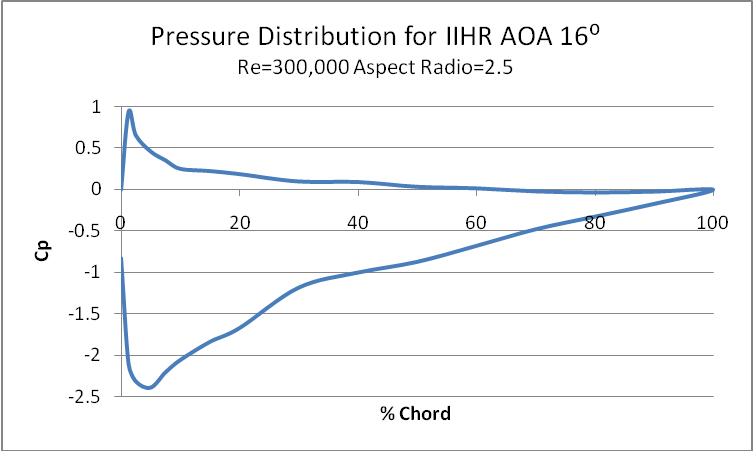 Pressure Distribution for IIHR AOA 16⁰
Re=300,000 Aspect Radio=2.5
1
0.5
0
-0.5
-1
-1.5
-2
-2.5
Cp
0 20 40 60 80 100
% Chord